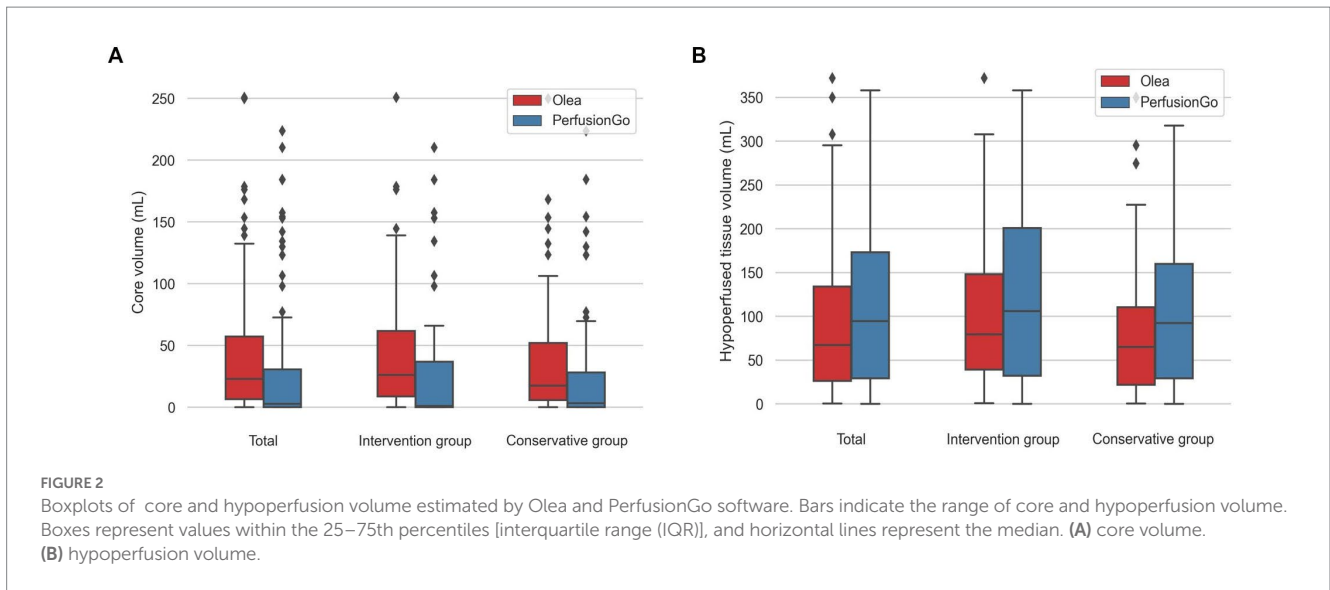 A
B
Core volume (mL)
250
200
150
100
50
0
Olea
PerfusionGo
Total
Intervention group
Conservative group
Hypoperfused tissue volume (mL)
350
300
250
200
150
100
50
0
Olea
PerfusionGo
Total
Intervention group
Conservative group
FIGURE 2
Boxplots of core and hypoperfusion volume estimated by Olea and PerfusionGo software. Bars indicate the range of core and hypoperfusion volume.
Boxes represent values within the 25–75th percentiles [interquartile range (IQR)], and horizontal lines represent the median. (A) core volume.
(B) hypoperfusion volume.